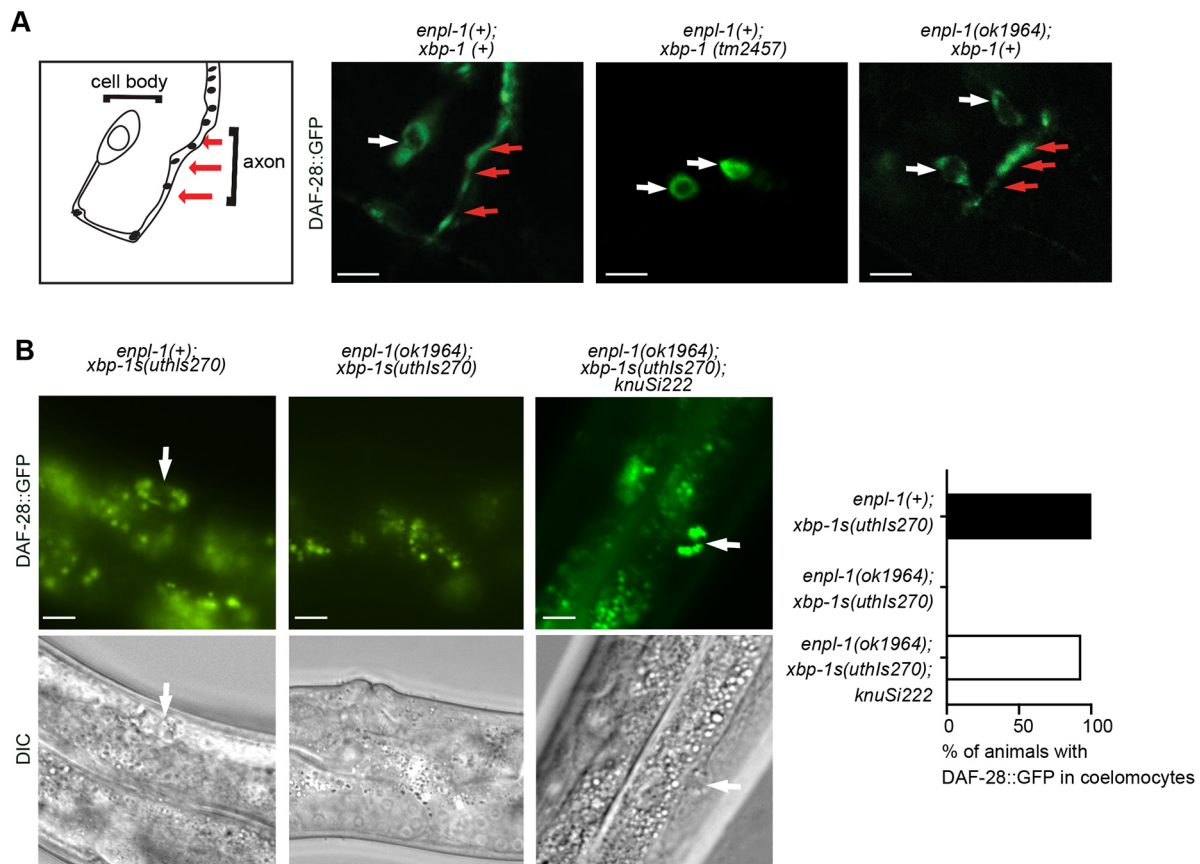 A
enpl-1(+);
xbp-1 (+)
enpl-1(+);
xbp-1 (tm2457)
enpl-1(ok1964);
xbp-1(+)
cell body
axon
DAF-28::GFP
B
enpl-1(+);
xbp-1s(uthIs270)
enpl-1(ok1964);
xbp-1s(uthIs270)
enpl-1(ok1964);
xbp-1s(uthIs270);
knuSi222
DAF-28::GFP
DIC
enpl-1(+);
xbp-1s(uthIs270)
enpl-1(ok1964);
xbp-1s(uthIs270)
enpl-1(ok1964);
xbp-1s(uthIs270);
knuSi222
0 50 100
% of animals with
DAF-28::GFP in coelomocytes